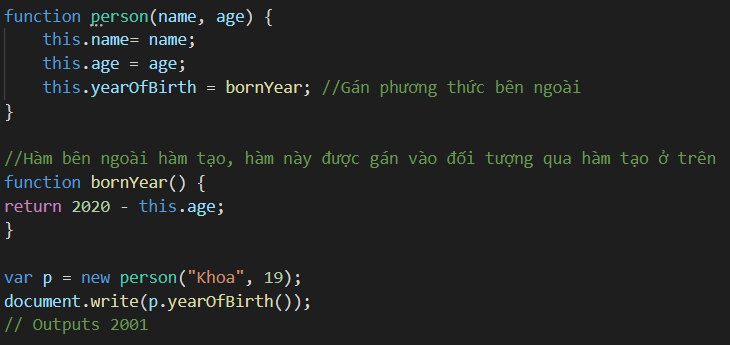 function person(name, age) {
    this.name= name;
    this.age = age;
    this.yearOfBirth = bornYear; //Gán phương thức bên ngoài
}

//Hàm bên ngoài hàm tạo, hàm này được gán vào đối tượng qua hàm tạo ở trên
function bornYear() {
return 2020 - this.age;
}

var p = new person("Khoa", 19);
document.write(p.yearOfBirth());
// Outputs 2001